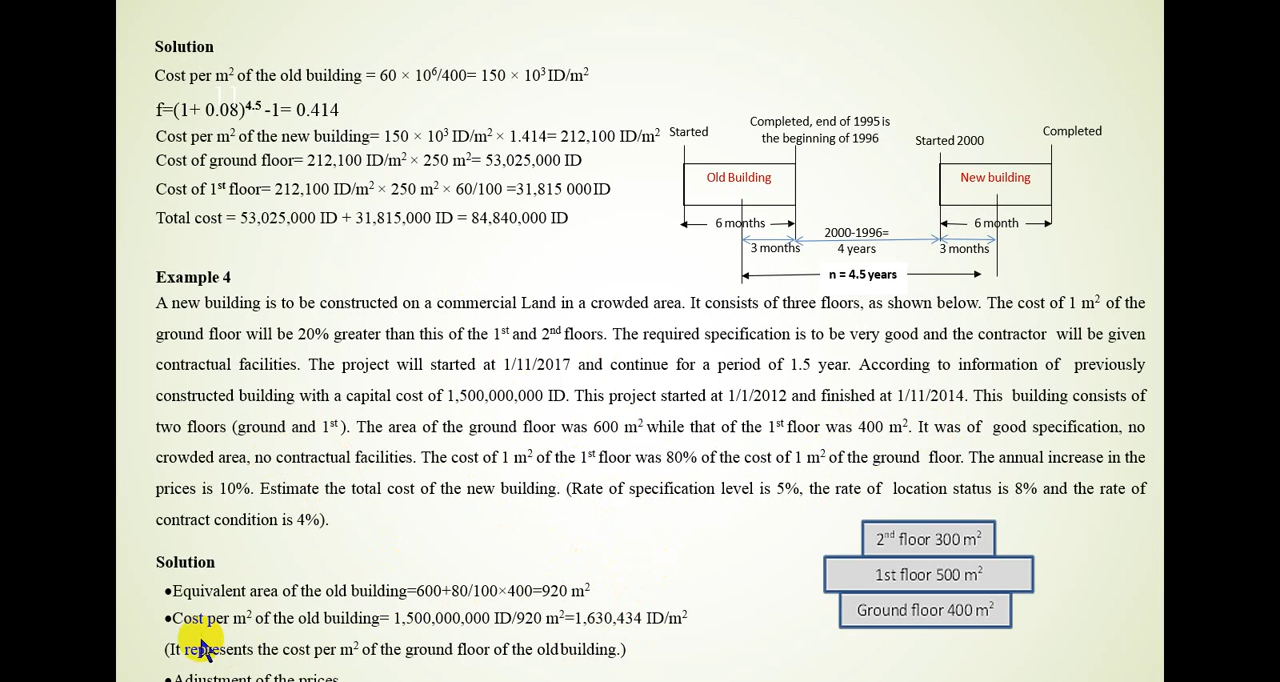 Solution
Cost per m² of the old building = 60 × 10⁶/400= 150 × 10³ ID/m²
f=(1+ 0.08)⁴·⁵ -1= 0.414
Cost per m² of the new building= 150 × 10³ ID/m² × 1.414= 212,100 ID/m²
Cost of ground floor= 212,100 ID/m² × 250 m²= 53,025,000 ID
Cost of 1ˢᵗ floor= 212,100 ID/m² × 250 m² × 60/100 =31,815 000ID
Total cost = 53,025,000 ID + 31,815,000 ID = 84,840,000 ID
Started
Completed, end of 1995 is
the beginning of 1996
Started 2000
Completed
Old Building
New building
6 months
6 month
3 months
2000-1996=
4 years
3 months
n = 4.5 years
Example 4
A new building is to be constructed on a commercial Land in a crowded area. It consists of three floors, as shown below. The cost of 1 m² of the
ground floor will be 20% greater than this of the 1ˢᵗ and 2ⁿᵈ floors. The required specification is to be very good and the contractor will be given
contractual facilities. The project will started at 1/11/2017 and continue for a period of 1.5 year. According to information of previously
constructed building with a capital cost of 1,500,000,000 ID. This project started at 1/1/2012 and finished at 1/11/2014. This building consists of
two floors (ground and 1ˢᵗ). The area of the ground floor was 600 m² while that of the 1ˢᵗ floor was 400 m². It was of good specification, no
crowded area, no contractual facilities. The cost of 1 m² of the 1ˢᵗ floor was 80% of the cost of 1 m² of the ground floor. The annual increase in the
prices is 10%. Estimate the total cost of the new building. (Rate of specification level is 5%, the rate of location status is 8% and the rate of
contract condition is 4%).
Solution
•Equivalent area of the old building=600+80/100×400=920 m²
•Cost per m² of the old building= 1,500,000,000 ID/920 m²=1,630,434 ID/m²
(It represents the cost per m² of the ground floor of the oldbuilding.)
•Adjustment of the prices
2ⁿᵈ floor 300 m²
1st floor 500 m²
Ground floor 400 m²